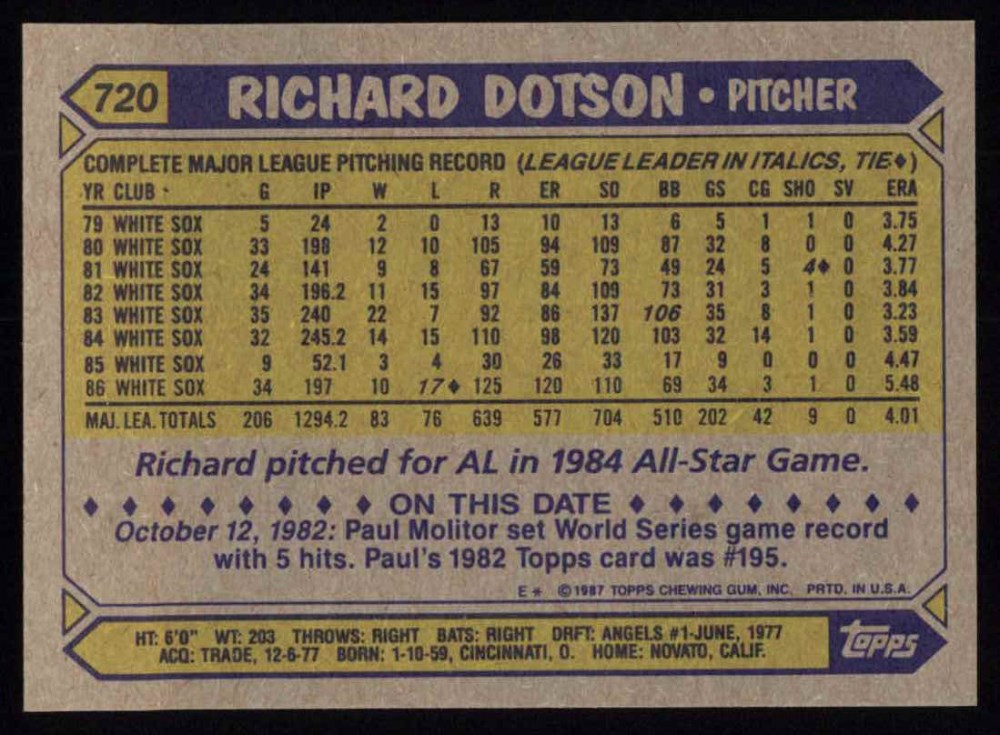 720 RICHARD DOTSON • PITCHER
COMPLETE MAJOR LEAGUE PITCHING RECORD (LEAGUE LEADER IN ITALICS, TIE♦)
YR CLUB G IP W L R ER SO BB GS CG SHO SV ERA
79 WHITE SOX 5 24 2 0 13 10 13 6 5 1 1 0 3.75
80 WHITE SOX 33 198 12 10 105 94 109 87 32 8 0 0 4.27
81 WHITE SOX 24 141 9 8 67 59 73 49 24 5 4♦ 0 3.77
82 WHITE SOX 34 196.2 11 15 97 84 109 73 31 3 1 0 3.84
83 WHITE SOX 35 240 22 7 92 86 137 106 35 8 1 0 3.23
84 WHITE SOX 32 245.2 14 15 110 98 120 103 32 14 1 0 3.59
85 WHITE SOX 9 52.1 3 4 30 26 33 17 9 0 0 0 4.47
86 WHITE SOX 34 197 10 17♦ 125 120 110 69 34 3 1 0 5.48
MAJ. LEA. TOTALS 206 1294.2 83 76 639 577 704 510 202 42 9 0 4.01
Richard pitched for AL in 1984 All-Star Game.
♦ ♦ ♦ ♦ ♦ ♦ ♦ ♦ ON THIS DATE ♦ ♦ ♦ ♦ ♦ ♦ ♦ ♦
October 12, 1982: Paul Molitor set World Series game record
with 5 hits. Paul's 1982 Topps card was #195.
E * ©1987 TOPPS CHEWING GUM, INC. PRTD. IN U.S.A.
HT: 6'0" WT: 203 THROWS: RIGHT BATS: RIGHT DRFT: ANGELS #1-JUNE, 1977
ACQ: TRADE, 12-6-77 BORN: 1-10-59, CINCINNATI, O. HOME: NOVATO, CALIF.
topps